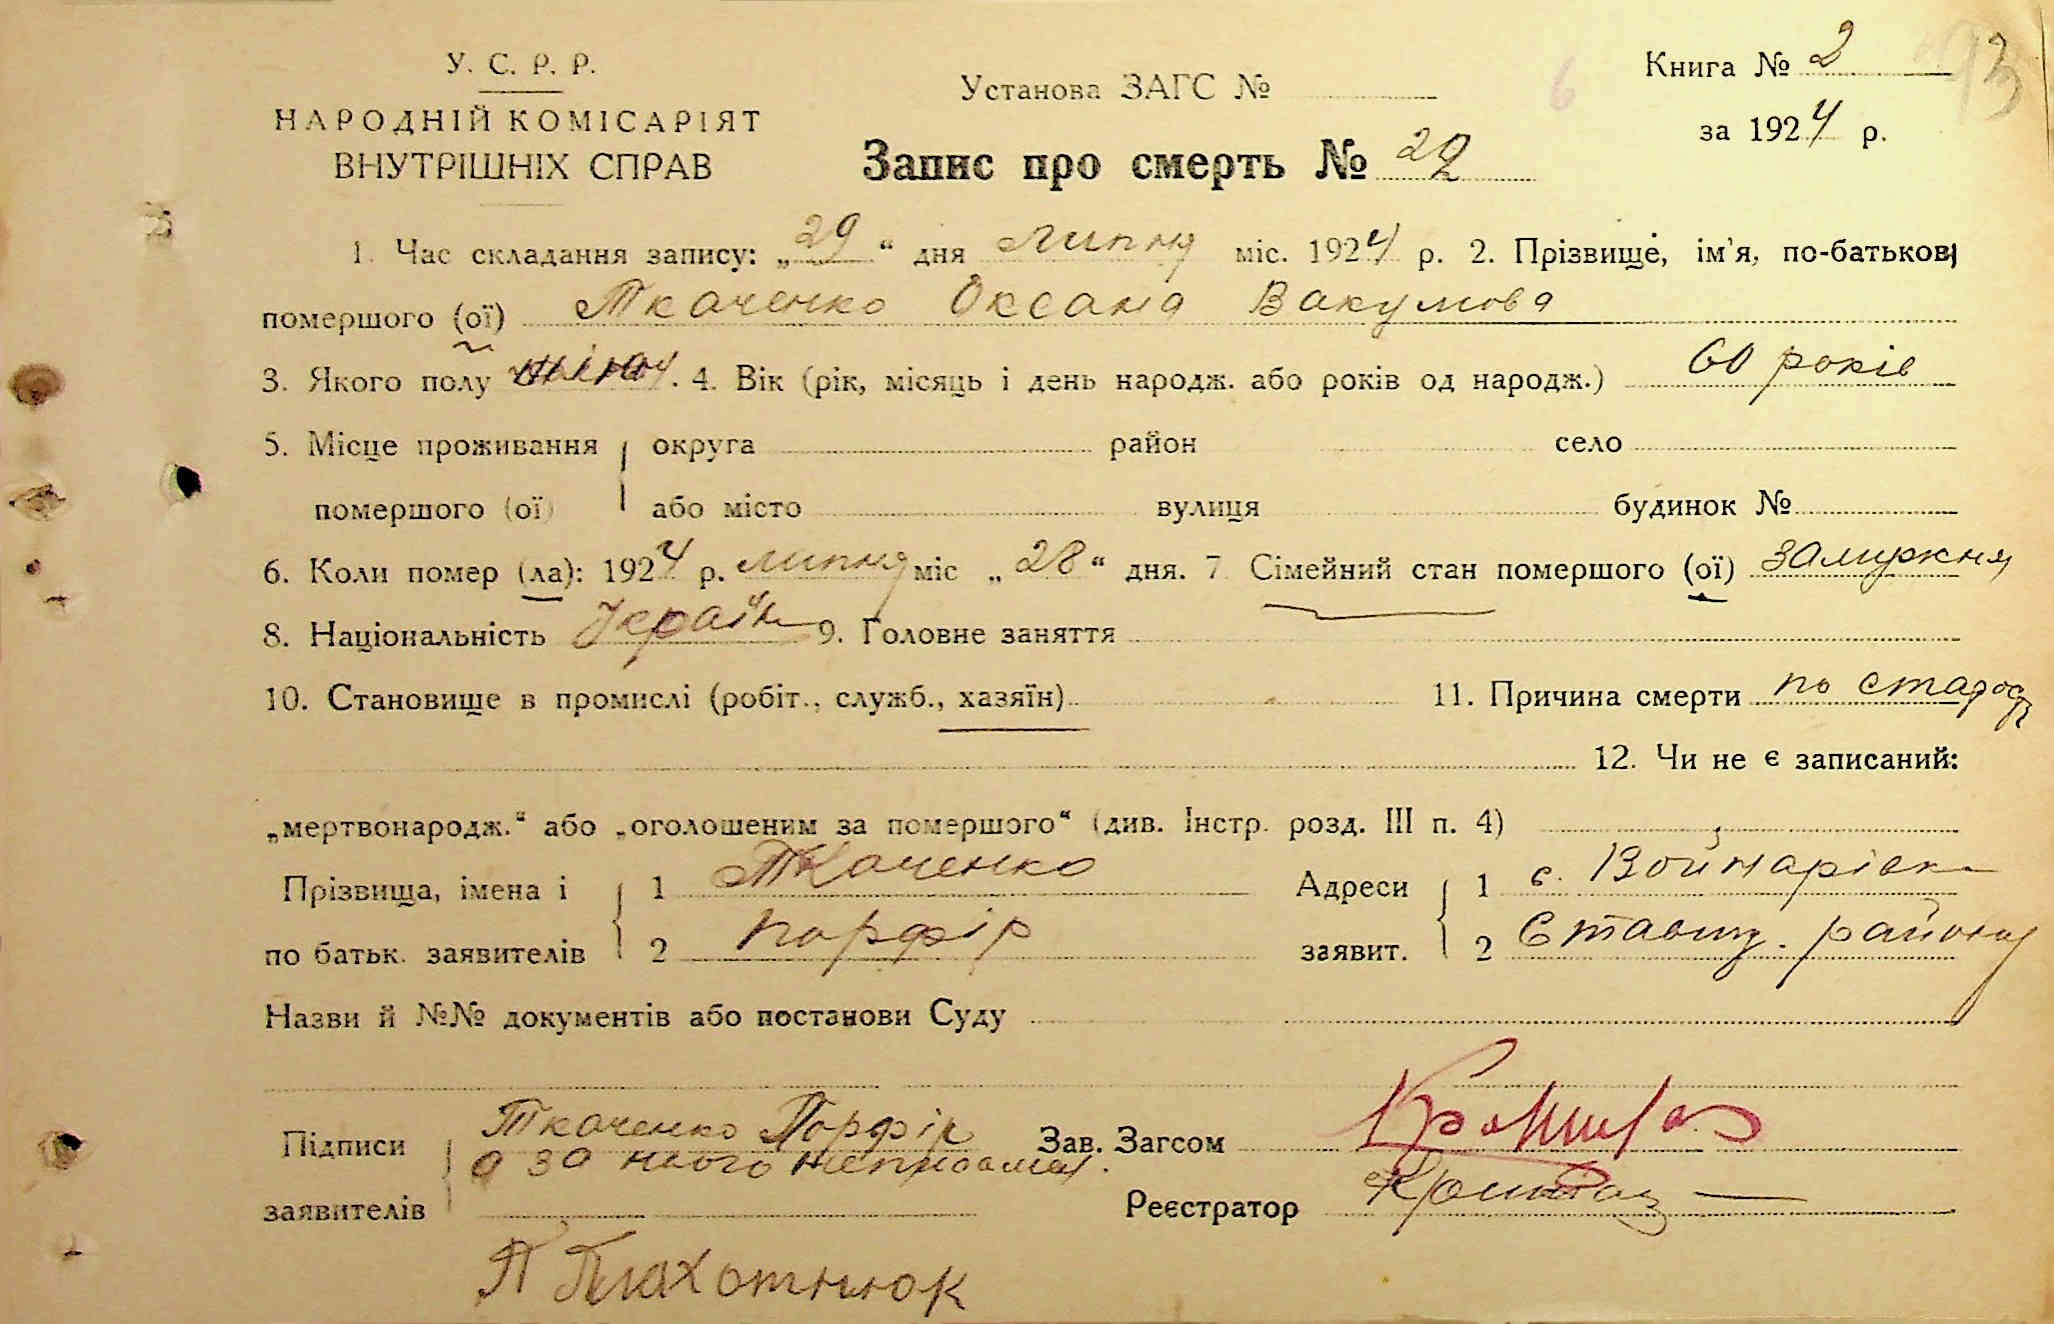 У. С. Р. Р.
НАРОДНІЙ КОМІСАРІЯТ
ВНУТРІШНІХ СПРАВ
Установа ЗАГС №
Книга № 2
за 1924 р.
Запис про смерть № 22
1. Час складання запису: „29“ дня липня міс. 1924 р. 2. Прізвище, ім'я, по-батькові
помершого (ої) Ткаченко Оксана Вакумова
3. Якого полу жіноч. 4. Вік (рік, місяць і день народж. або років од народж.) 60 років
5. Місце проживання округа район село
помершого (ої) або місто вулиця будинок №
6. Коли помер (ла): 1924 р. липня міс „28“ дня. 7 Сімейний стан помершого (ої) замужня
8. Національність Україн 9. Головне заняття
10. Становище в промислі (робіт., служб., хазяїн) 11. Причина смерти по старости
12. Чи не є записаний:
„мертвонародж.“ або „оголошеним за помершого“ (див. Інстр. розд. III п. 4)
Прізвища, імена і 1 Ткаченко Адреси 1 с. Войнарівка
по батьк. заявителів 2 Порфір заявит. 2 Ставищ. района
Назви й №№ документів або постанови Суду
Підписи Ткаченко Порфір Зав. Загсом
а за нього
заявителів Реєстратор
П Плахотнюк